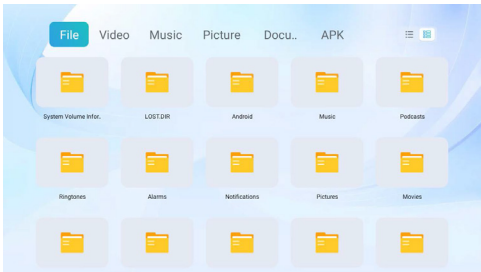 File Video Music Picture Docu.. APK
System Volume Infor. LOST.DIR Android Music Podcasts
Ringtones Alarms Notifications Pictures Movies